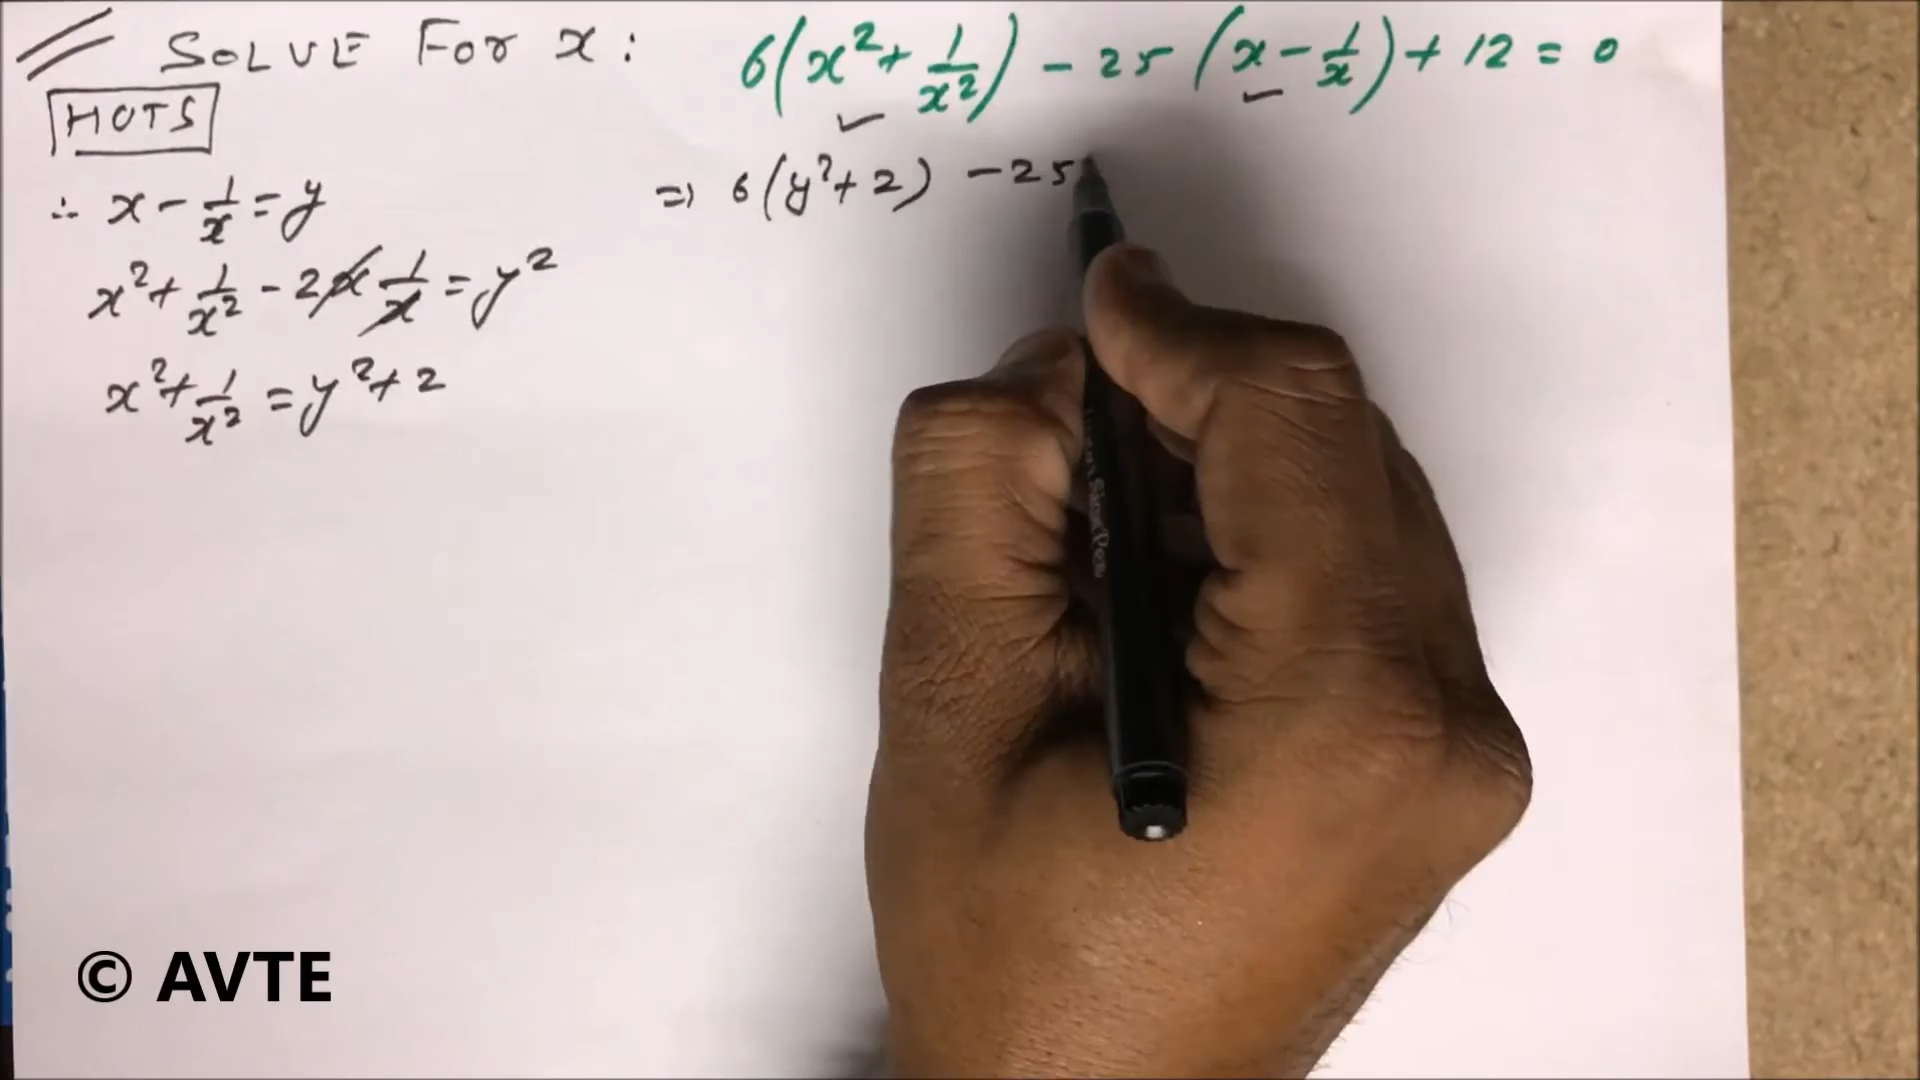 SOLVE FOR x : 6(x² + 1/x²) - 25 (x - 1/x) + 12 = 0
HOTS
∴ x - 1/x = y
⇒ 6(y² + 2) - 25
x² + 1/x² - 2x 1/x = y²
x² + 1/x² = y² + 2
© AVTE